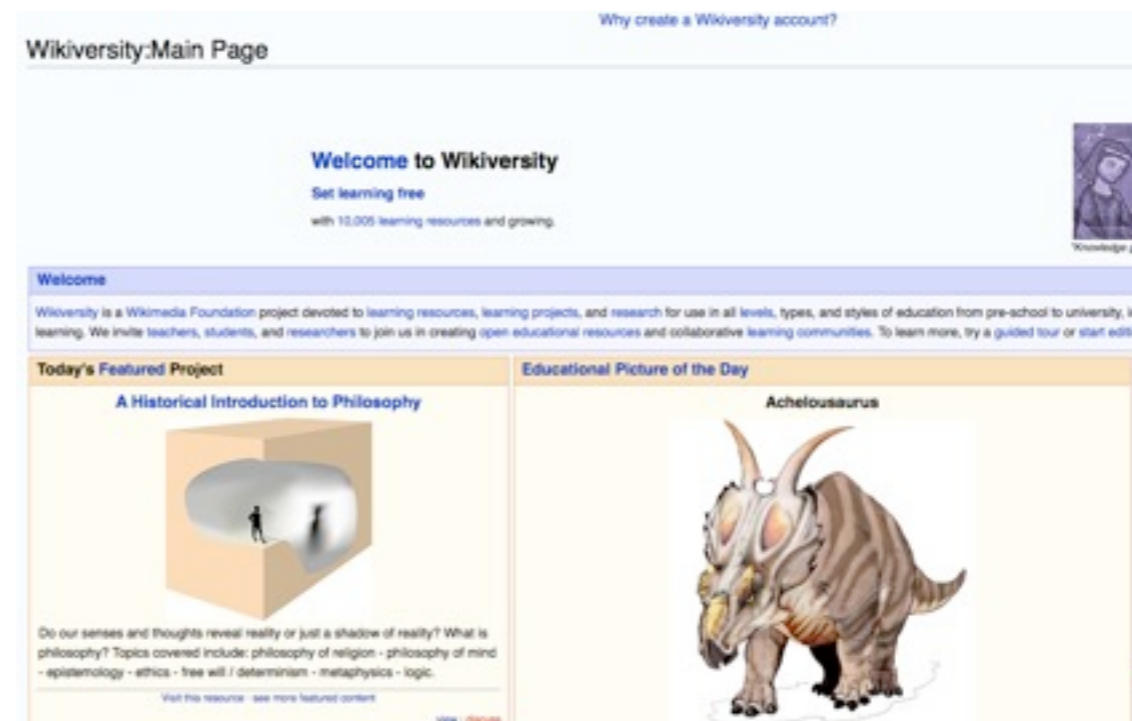 Why create a Wikiversity account?
Wikiversity:Main Page
Welcome to Wikiversity
Set learning free
with 10,005 learning resources and growing.
"Knowledge
Welcome
Wikiversity is a Wikimedia Foundation project devoted to learning resources, learning projects, and research for use in all levels, types, and styles of education from pre-school to university,
learning. We invite teachers, students, and researchers to join us in creating open educational resources and collaborative learning communities. To learn more, try a guided tour or start
Today's Featured Project
A Historical Introduction to Philosophy
Do our senses and thoughts reveal reality or just a shadow of reality? What is
philosophy? Topics covered include: philosophy of religion - philosophy of mind
- epistemology - ethics - free will / determinism - metaphysics - logic.
Visit this resource - see more featured content
view · discuss
Educational Picture of the Day
Achelousaurus